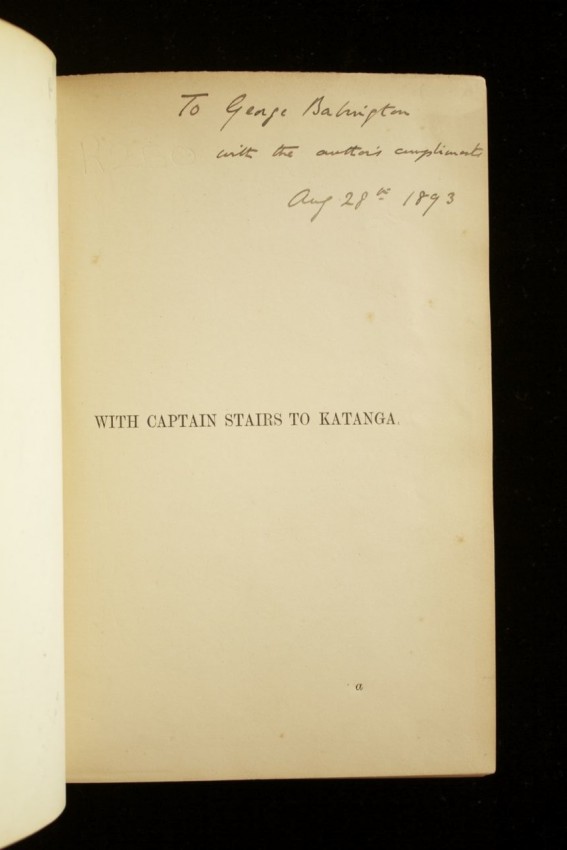 To George Babington
with the author's compliments
Aug 28th 1893
WITH CAPTAIN STAIRS TO KATANGA.
a